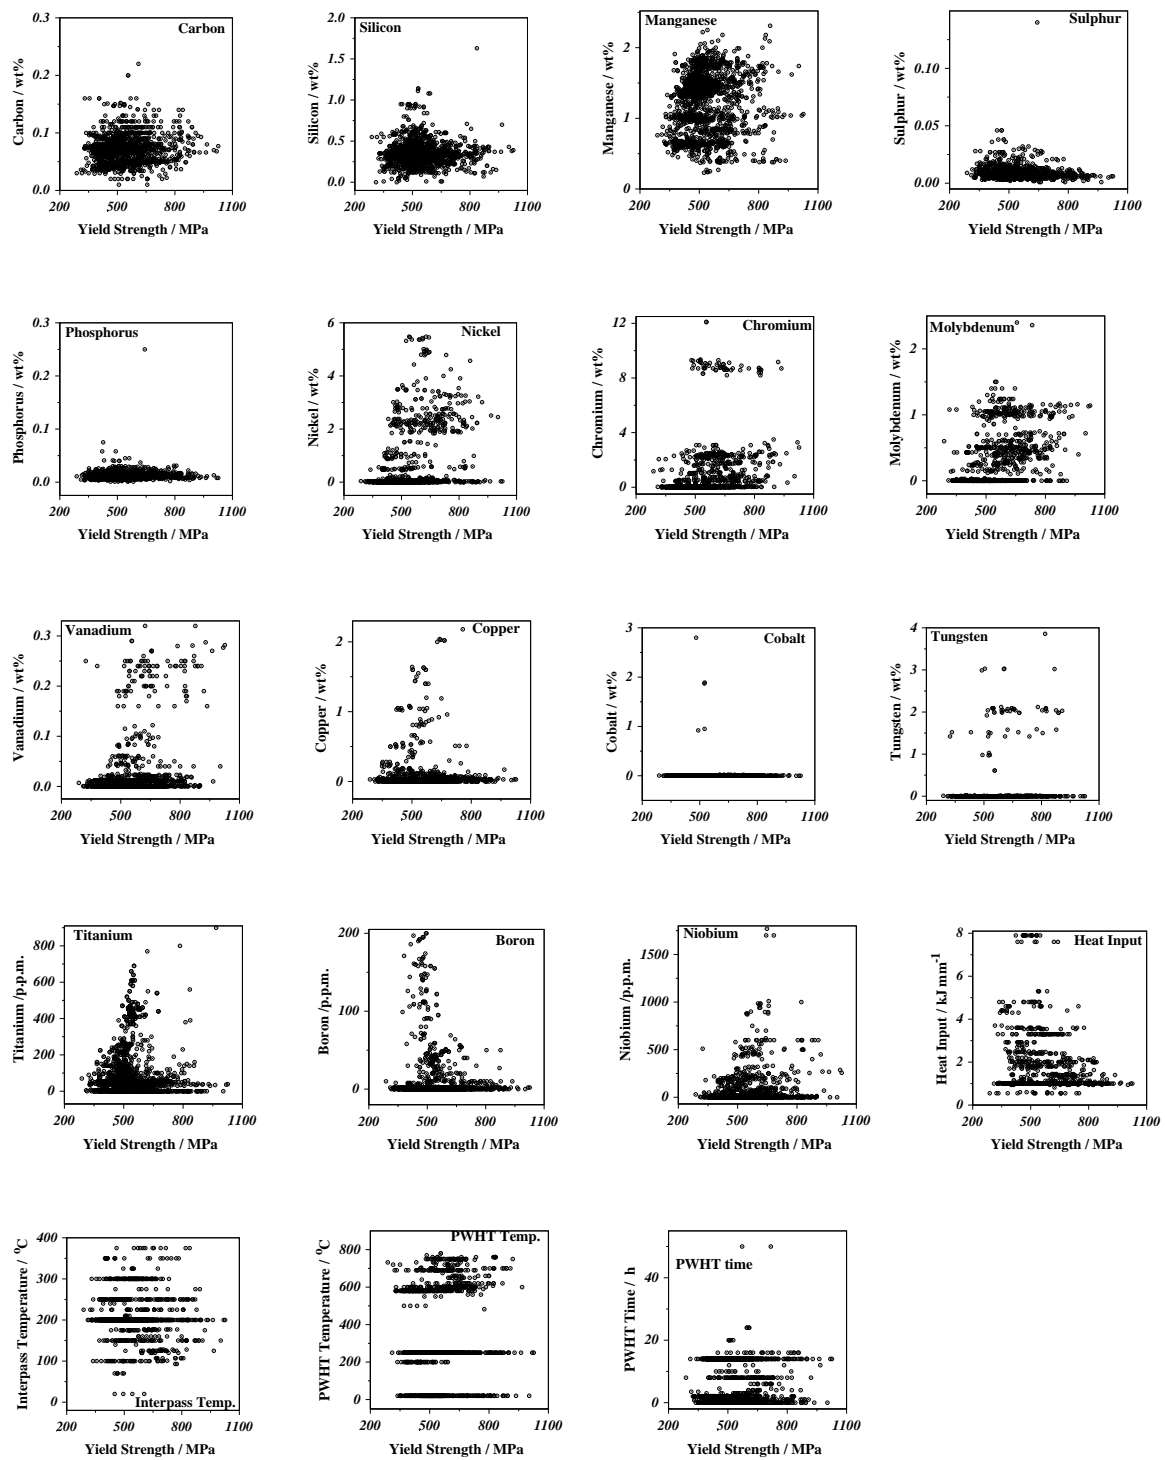 Carbon
Carbon / wt%
0.3
0.2
0.1
0.0
200 500 800 1100
Yield Strength / MPa
Silicon
Silicon / wt%
2.0
1.5
1.0
0.5
0.0
200 500 800 1100
Yield Strength / MPa
Manganese
Manganese / wt%
2
1
0
200 500 800 1100
Yield Strength / MPa
Sulphur
Sulphur / wt%
0.10
0.05
0.00
200 500 800 1100
Yield Strength / MPa
Phosphorus
Phosphorus / wt%
0.3
0.2
0.1
0.0
200 500 800 1100
Yield Strength / MPa
Nickel
Nickel / wt%
6
4
2
0
200 500 800 1100
Yield Strength / MPa
Chromium
Chromium / wt%
12
8
4
0
200 500 800 1100
Yield Strength / MPa
Molybdenum
Molybdenum / wt%
2
1
0
200 500 800 1100
Yield Strength / MPa
Vanadium
Vanadium / wt%
0.3
0.2
0.1
0.0
200 500 800 1100
Yield Strength / MPa
Copper
Copper / wt%
2
1
0
200 500 800 1100
Yield Strength / MPa
Cobalt
Cobalt / wt%
3
2
1
0
200 500 800 1100
Yield Strength / MPa
Tungsten
Tungsten / wt%
4
3
2
1
0
200 500 800 1100
Yield Strength / MPa
Titanium
Titanium /p.p.m.
800
600
400
200
0
200 500 800 1100
Yield Strength / MPa
Boron
Boron /p.p.m.
200
100
0
200 500 800 1100
Yield Strength / MPa
Niobium
Niobium /p.p.m.
1500
1000
500
0
200 500 800 1100
Yield Strength / MPa
Heat Input
Heat Input / kJ mm⁻¹
8
6
4
2
0
200 500 800 1100
Yield Strength / MPa
Interpass Temp.
Interpass Temperature / °C
400
300
200
100
0
200 500 800 1100
Yield Strength / MPa
PWHT Temp.
PWHT Temperature / °C
800
600
400
200
0
200 500 800 1100
Yield Strength / MPa
PWHT time
PWHT Time / h
40
20
0
200 500 800 1100
Yield Strength / MPa